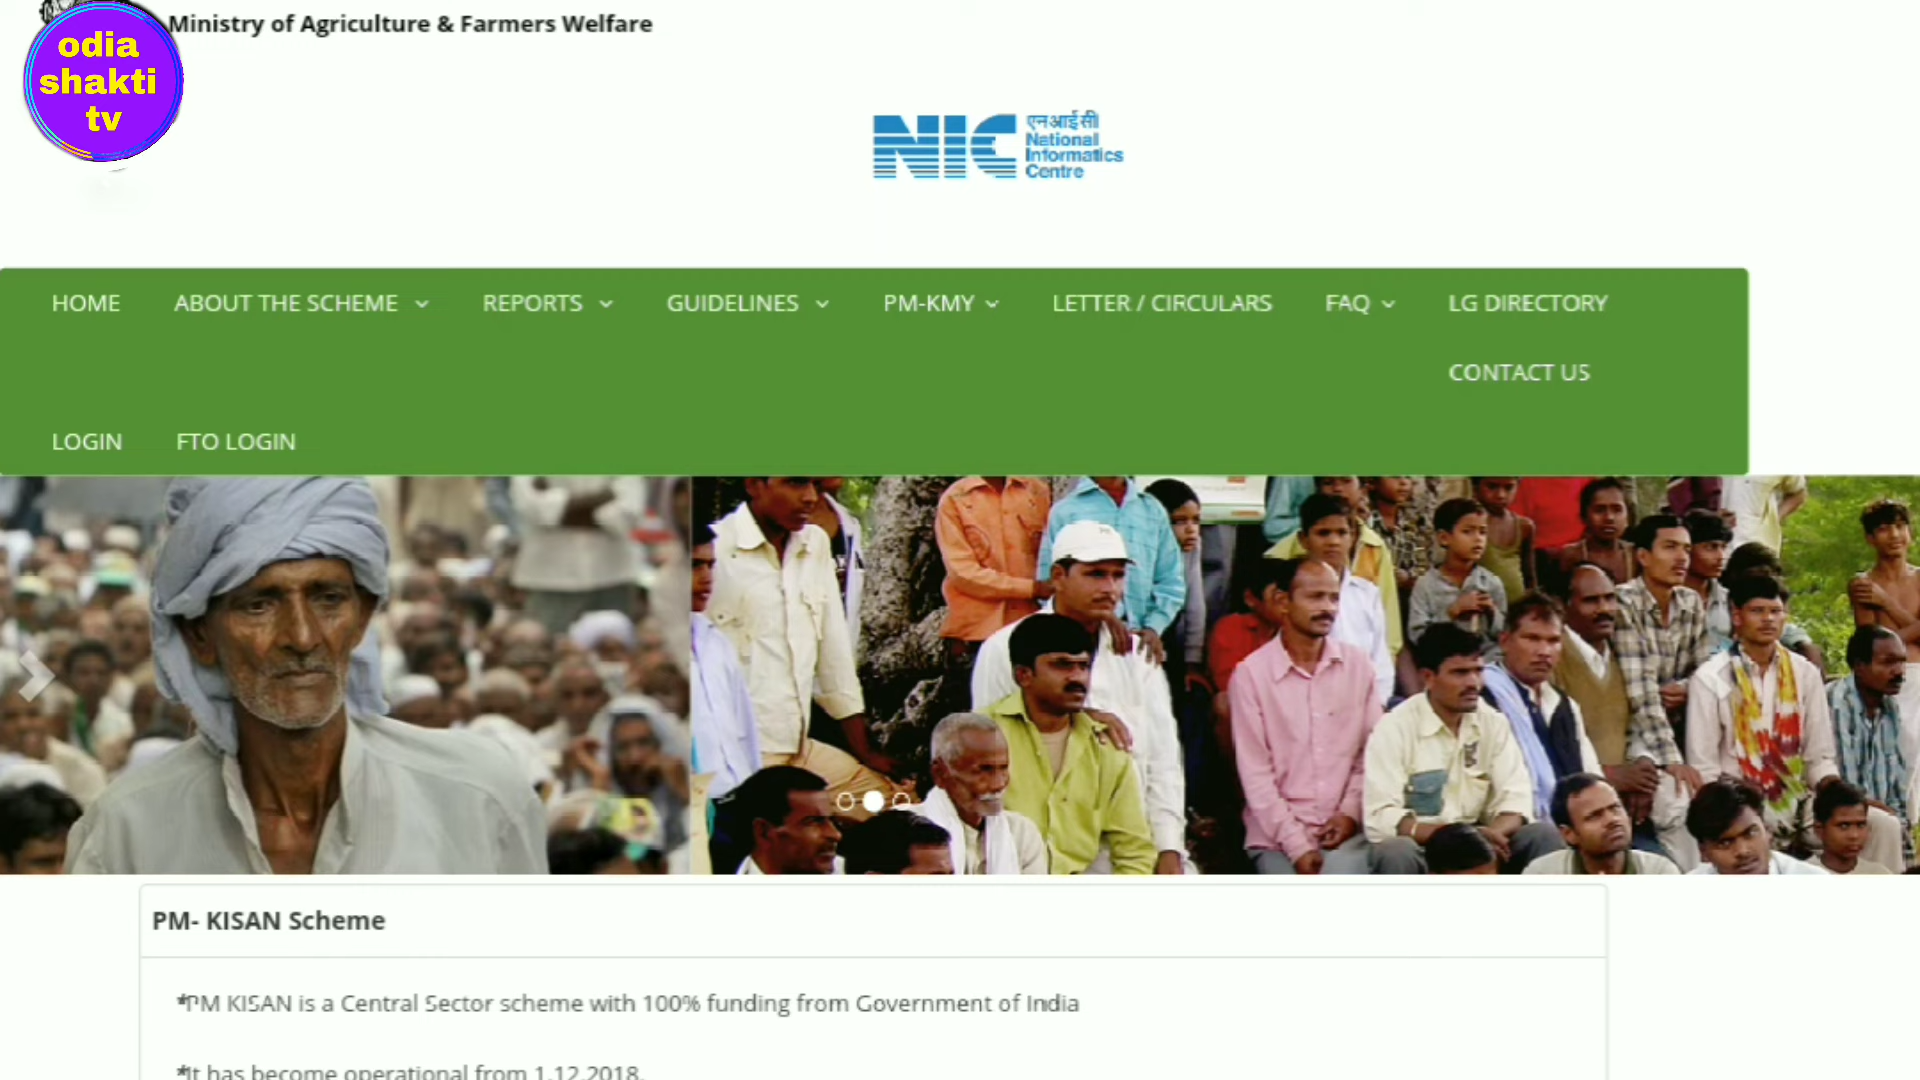 Ministry of Agriculture & Farmers Welfare
odia
shakti
tv
NIC
एनआईसी
National
Informatics
Centre
HOME ABOUT THE SCHEME REPORTS GUIDELINES PM-KMY LETTER / CIRCULARS FAQ LG DIRECTORY
CONTACT US
LOGIN FTO LOGIN
PM- KISAN Scheme
*PM KISAN is a Central Sector scheme with 100% funding from Government of India
*It has become operational from 1.12.2018.